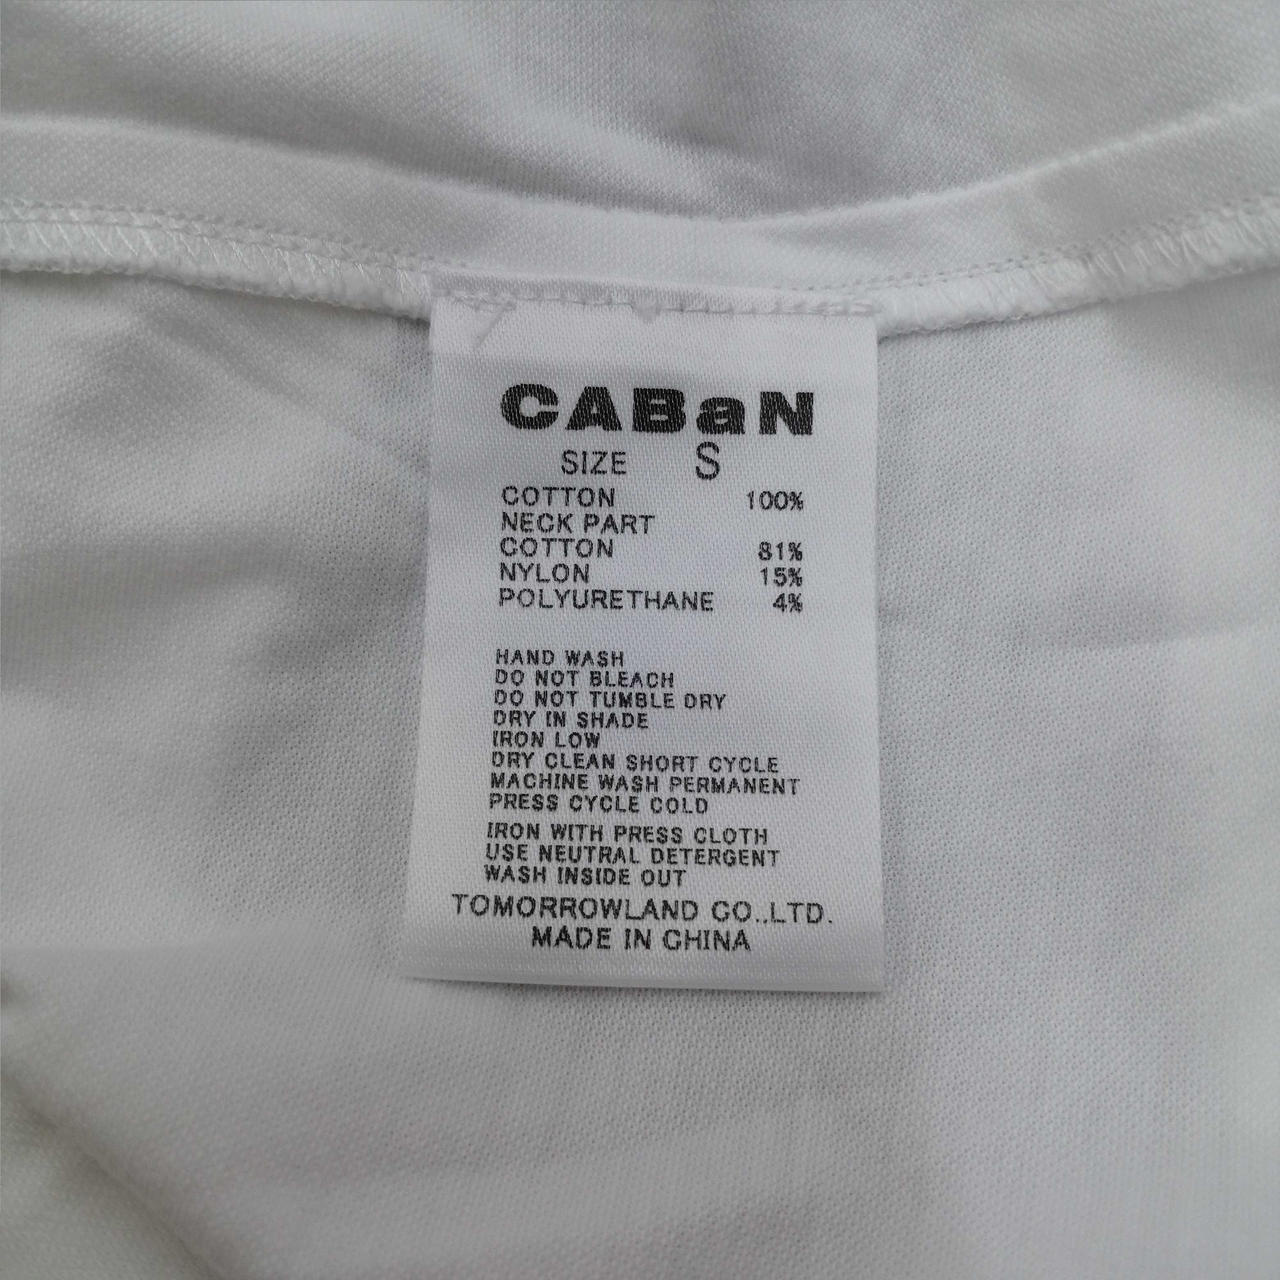 CABaN
SIZE S
COTTON 100%
NECK PART
COTTON 81%
NYLON 15%
POLYURETHANE 4%
HAND WASH
DO NOT BLEACH
DO NOT TUMBLE DRY
DRY IN SHADE
IRON LOW
DRY CLEAN SHORT CYCLE
MACHINE WASH PERMANENT
PRESS CYCLE COLD
IRON WITH PRESS CLOTH
USE NEUTRAL DETERGENT
WASH INSIDE OUT
TOMORROWLAND CO.,LTD.
MADE IN CHINA